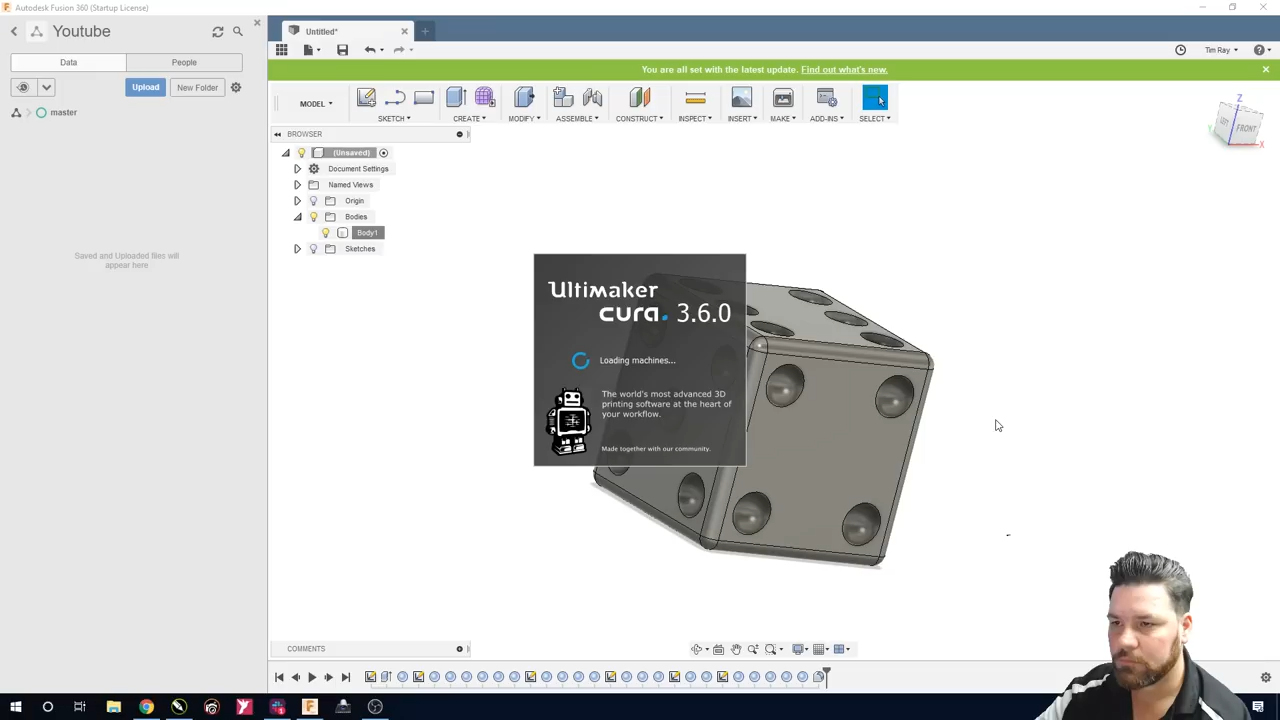 Autodesk Fusion 360 (Startup License)
Youtube
Data
People
Upload
New Folder
master
Saved and Uploaded files will
appear here
Untitled*
Tim Ray
You are all set with the latest update. Find out what's new.
MODEL
SKETCH
CREATE
MODIFY
ASSEMBLE
CONSTRUCT
INSPECT
INSERT
MAKE
ADD-INS
SELECT
BROWSER
(Unsaved)
Document Settings
Named Views
Origin
Bodies
Body1
Sketches
Z
LEFT
FRONT
Y
X
Ultimaker
cura. 3.6.0
Loading machines...
The world's most advanced 3D
printing software at the heart of
your workflow.
Made together with our community.
COMMENTS